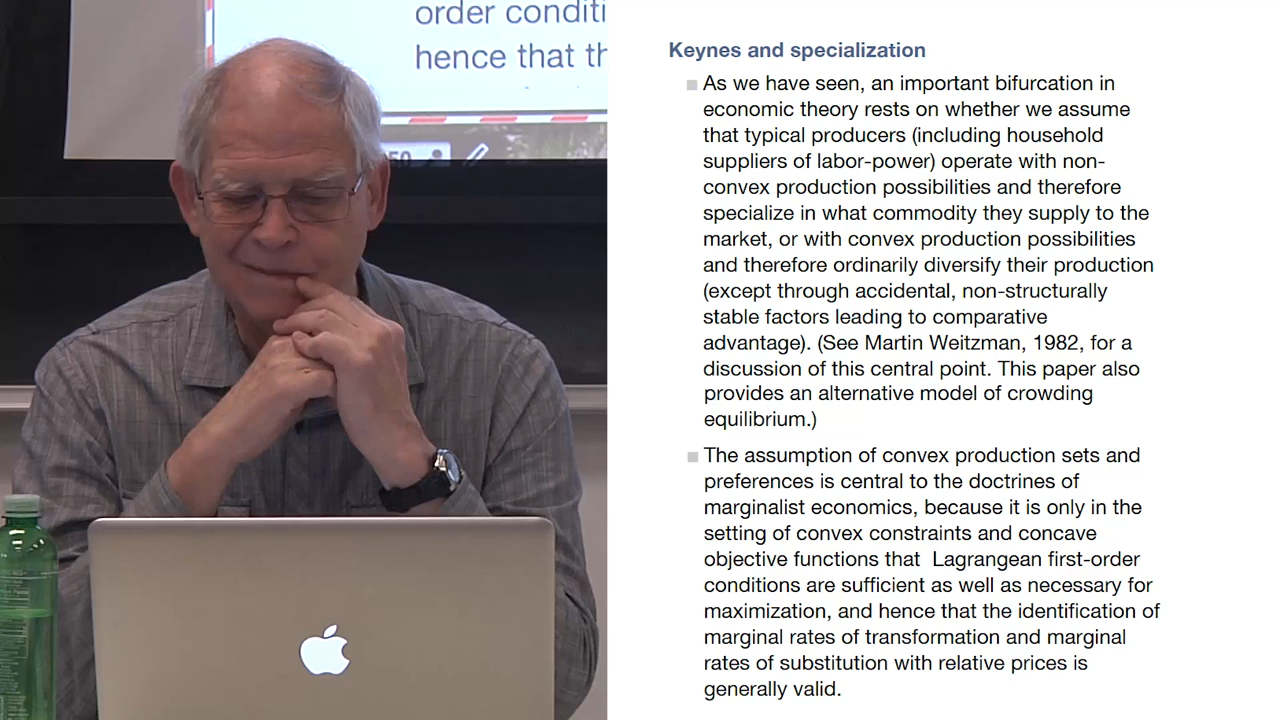 order conditi
hence that th
50
Keynes and specialization
As we have seen, an important bifurcation in
economic theory rests on whether we assume
that typical producers (including household
suppliers of labor-power) operate with non-
convex production possibilities and therefore
specialize in what commodity they supply to the
market, or with convex production possibilities
and therefore ordinarily diversify their production
(except through accidental, non-structurally
stable factors leading to comparative
advantage). (See Martin Weitzman, 1982, for a
discussion of this central point. This paper also
provides an alternative model of crowding
equilibrium.)
The assumption of convex production sets and
preferences is central to the doctrines of
marginalist economics, because it is only in the
setting of convex constraints and concave
objective functions that Lagrangean first-order
conditions are sufficient as well as necessary for
maximization, and hence that the identification of
marginal rates of transformation and marginal
rates of substitution with relative prices is
generally valid.